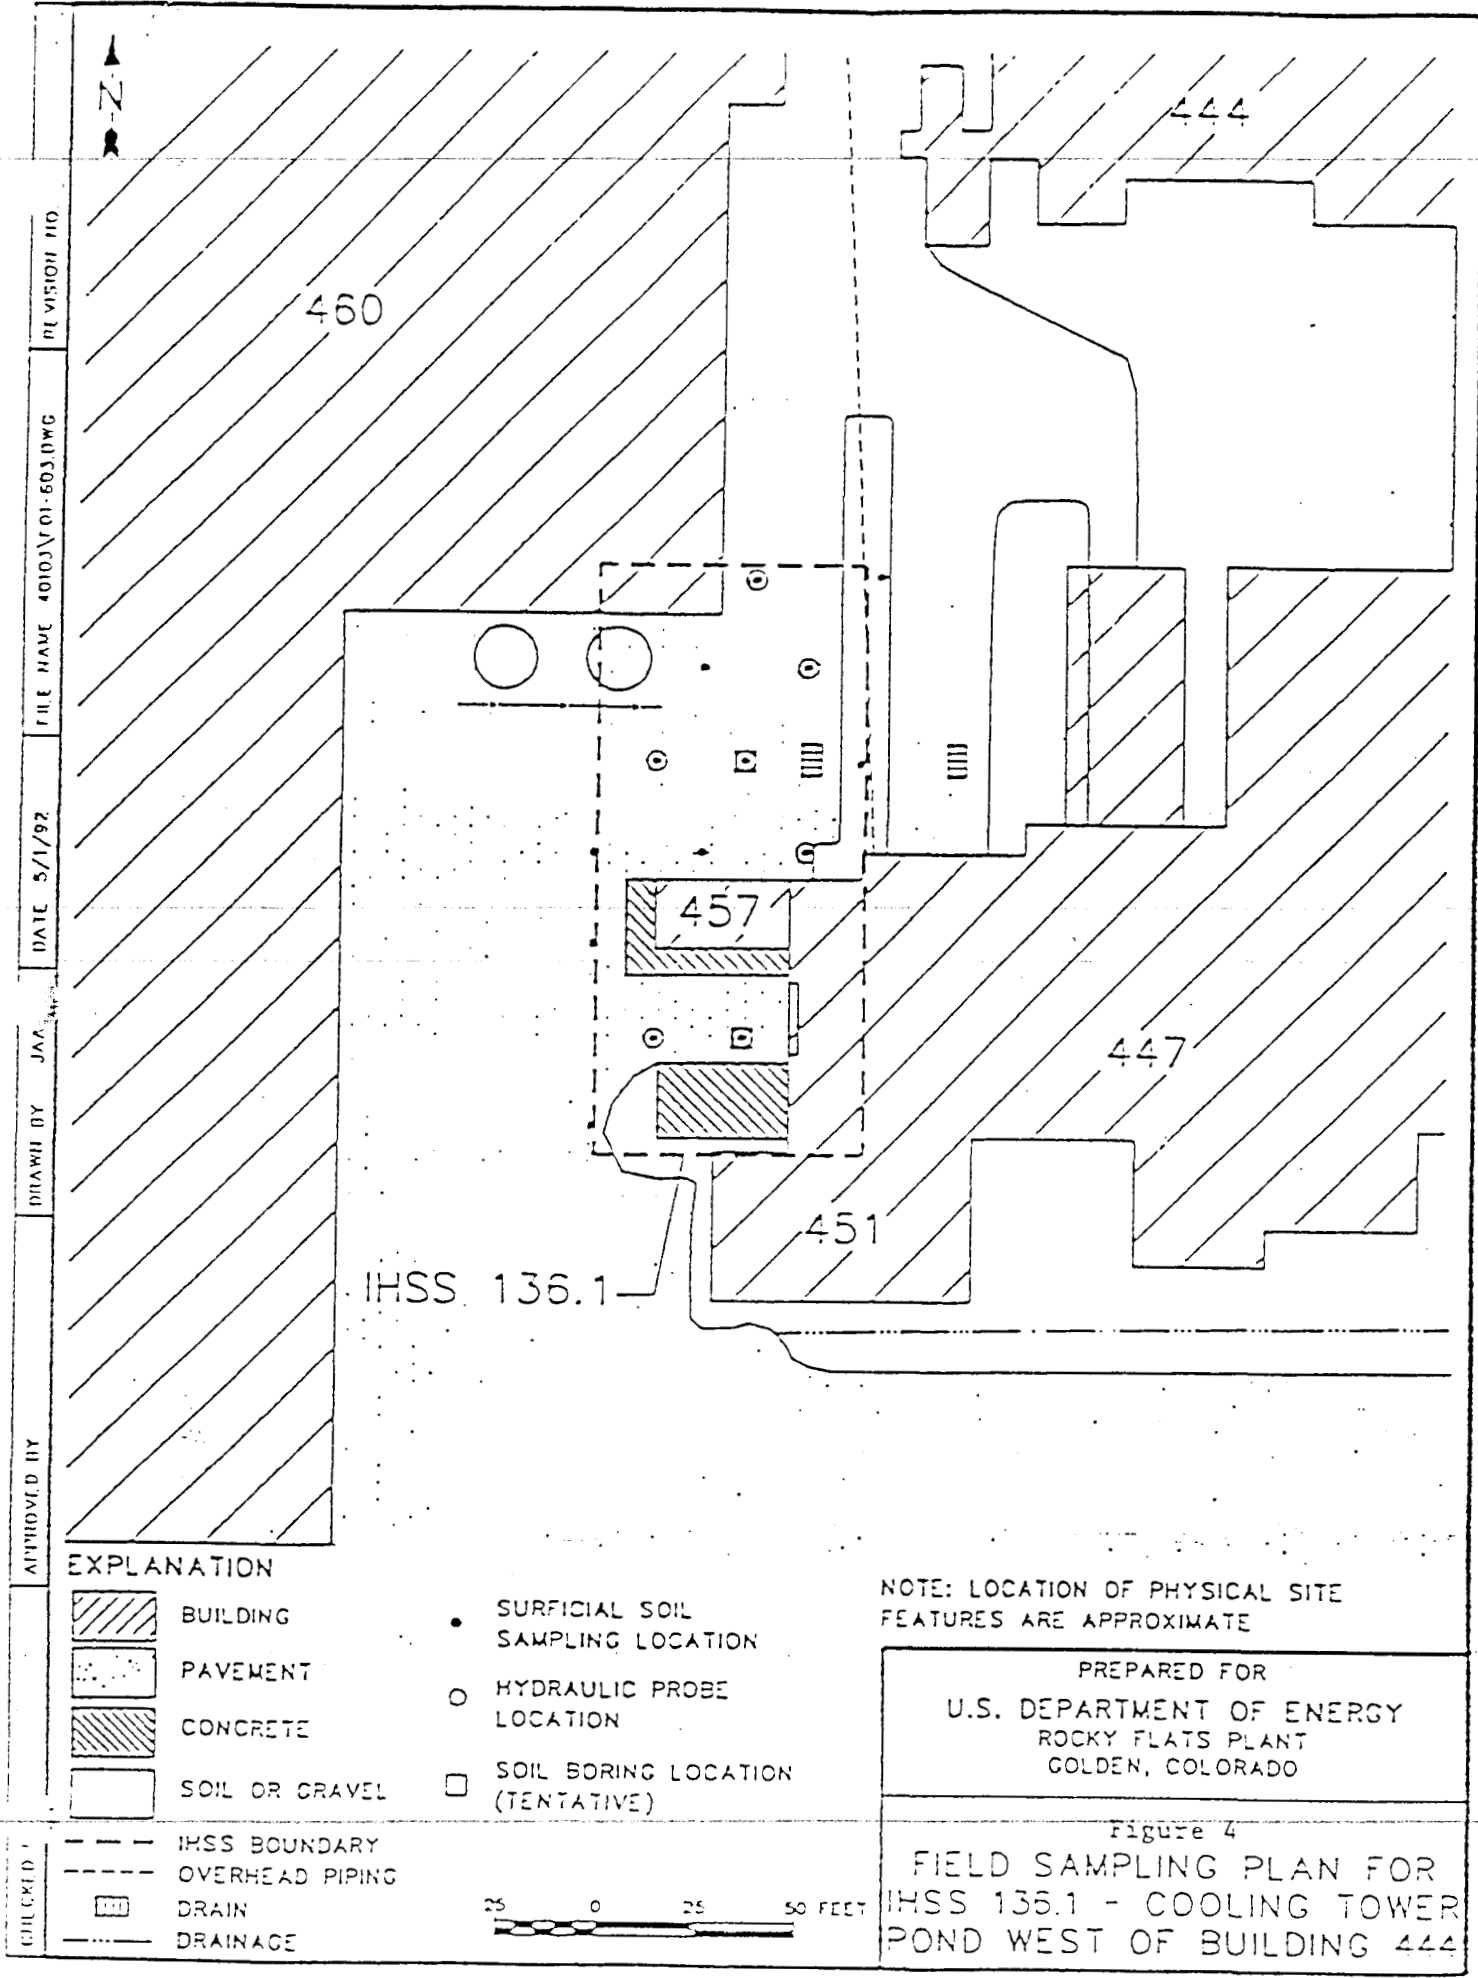 N
444
460
457
447
451
IHSS 136.1
REVISION NO
FILE NAME 40103\F01-603.DWG
DATE 5/1/92
DRAWN BY JAA
APPROVED BY
CHECKED
EXPLANATION
BUILDING
PAVEMENT
CONCRETE
SOIL OR GRAVEL
IHSS BOUNDARY
OVERHEAD PIPING
DRAIN
DRAINAGE
SURFICIAL SOIL
SAMPLING LOCATION
HYDRAULIC PROBE
LOCATION
SOIL BORING LOCATION
(TENTATIVE)
25 0 25 50 FEET
NOTE: LOCATION OF PHYSICAL SITE
FEATURES ARE APPROXIMATE
PREPARED FOR
U.S. DEPARTMENT OF ENERGY
ROCKY FLATS PLANT
GOLDEN, COLORADO
Figure 4
FIELD SAMPLING PLAN FOR
IHSS 136.1 - COOLING TOWER
POND WEST OF BUILDING 444